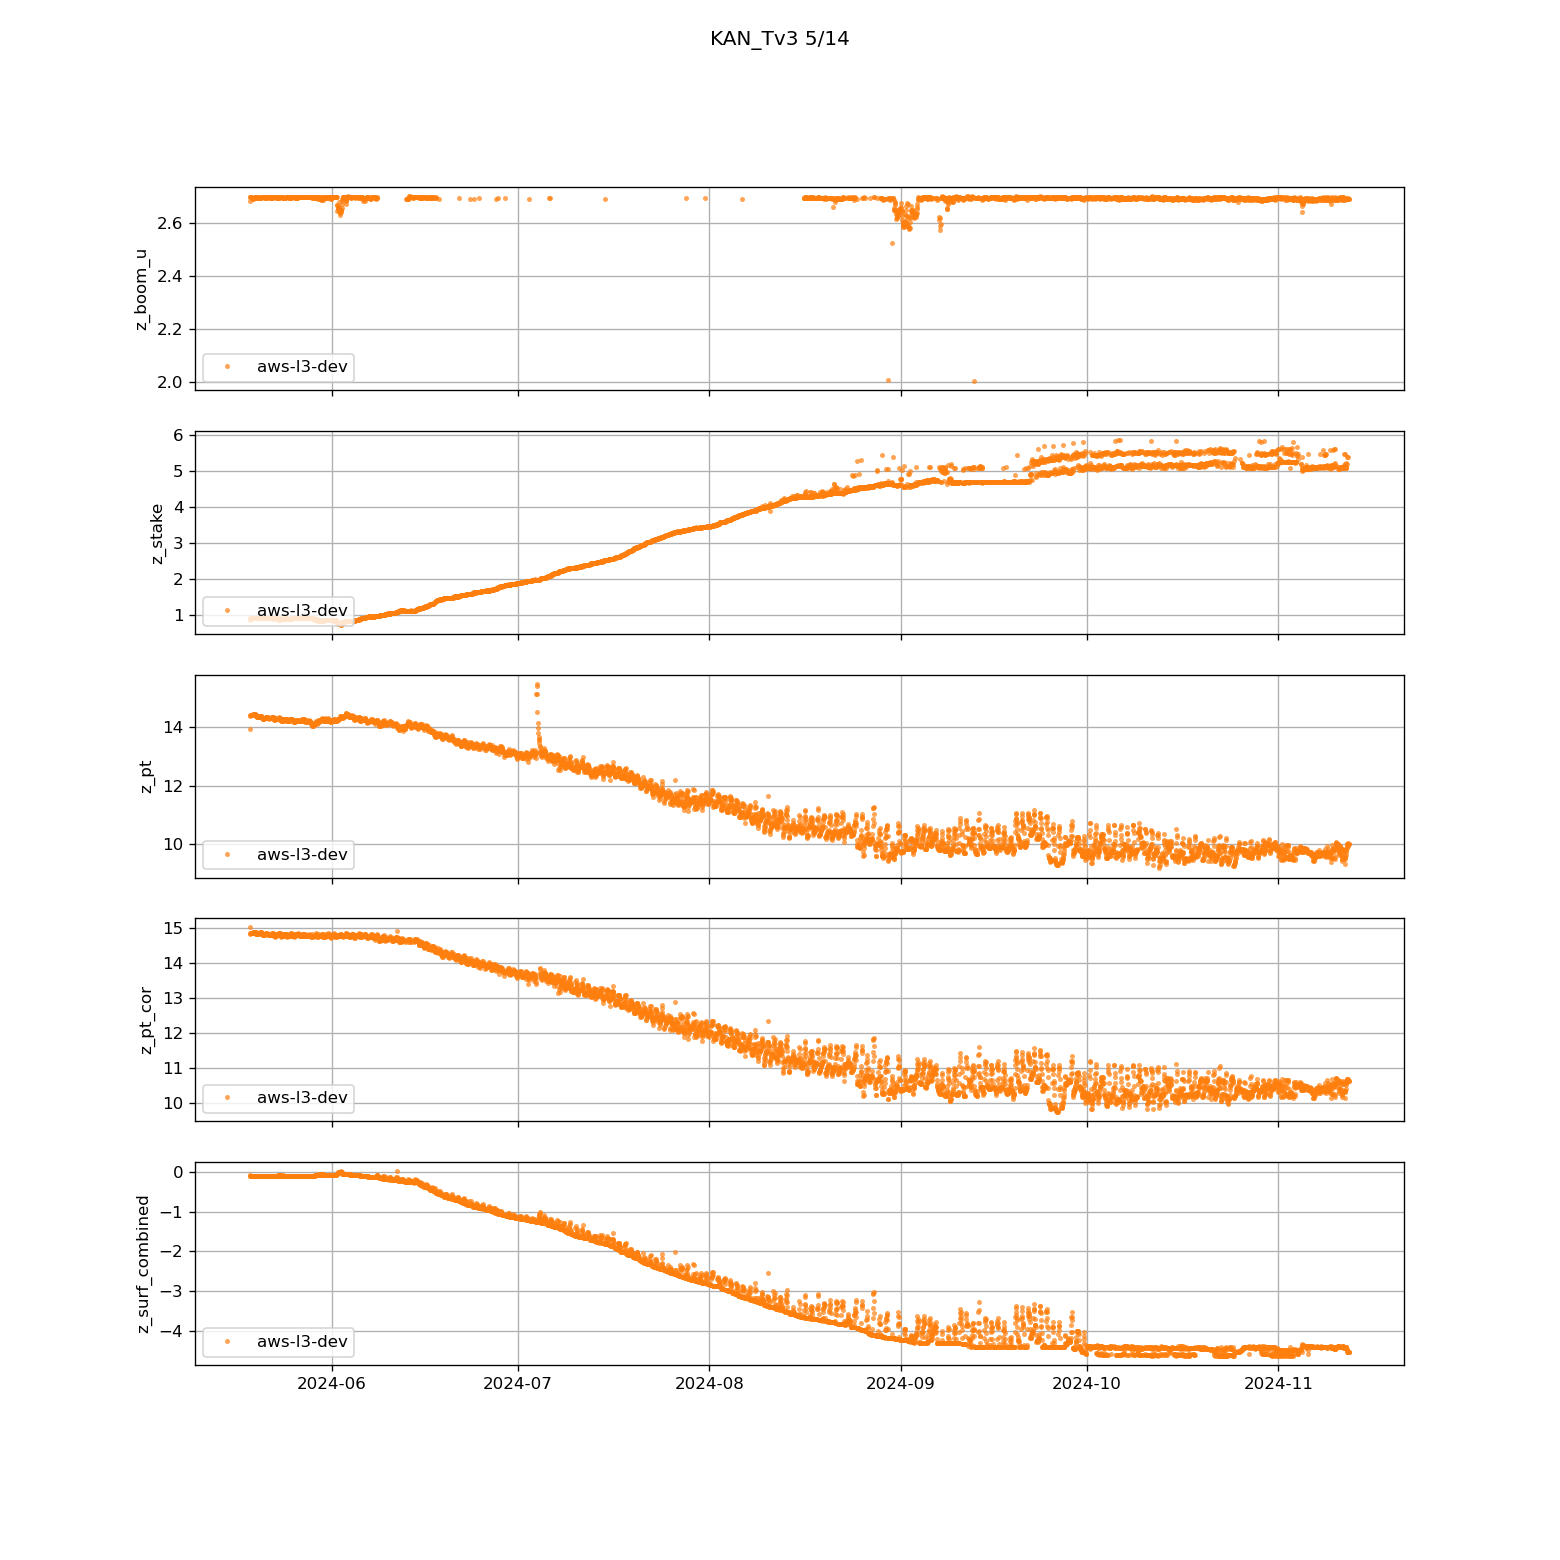 KAN_Tv3 5/14
2.6
2.4
2.2
2.0
z_boom_u
aws-l3-dev
6
5
4
3
2
1
z_stake
aws-l3-dev
14
12
10
z_pt
aws-l3-dev
15
14
13
12
11
10
z_pt_cor
aws-l3-dev
0
−1
−2
−3
−4
z_surf_combined
aws-l3-dev
2024-06 2024-07 2024-08 2024-09 2024-10 2024-11